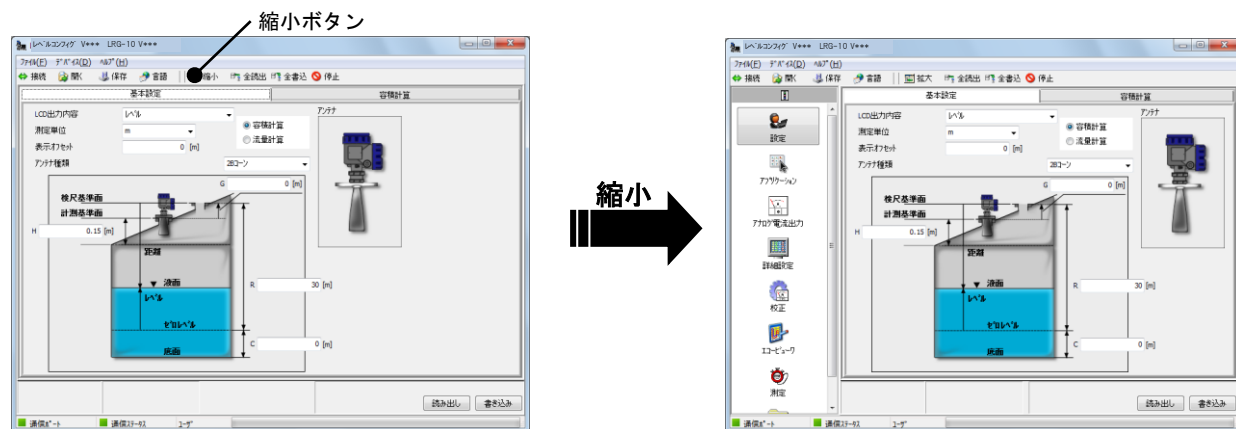 縮小ボタン
ﾚﾍﾞﾙｺﾝﾌｨｸﾞ V*** LRG-10 V***
ﾌｧｲﾙ(F) ﾃﾞﾊﾞｲｽ(D) ﾍﾙﾌﾟ(H)
接続 開く 保存 言語 縮小 全読出 全書込 停止
基本設定 容積計算
LCD出力内容 ﾚﾍﾞﾙ
測定単位 m
表示ｵﾌｾｯﾄ 0 [m]
ｱﾝﾃﾅ種類 2Bｺｰﾝ
容積計算
流量計算
ｱﾝﾃﾅ
G 0 [m]
検尺基準面
計測基準面
H 0.15 [m]
距離
液面
ﾚﾍﾞﾙ
R 30 [m]
ｾﾞﾛﾚﾍﾞﾙ
底面
C 0 [m]
読み出し 書き込み
通信ﾎﾟｰﾄ 通信ｽﾃｰﾀｽ ﾕｰｻﾞ
縮小
ﾚﾍﾞﾙｺﾝﾌｨｸﾞ V*** LRG-10 V***
ﾌｧｲﾙ(F) ﾃﾞﾊﾞｲｽ(D) ﾍﾙﾌﾟ(H)
接続 開く 保存 言語 拡大 全読出 全書込 停止
設定
ｱﾌﾟﾘｹｰｼｮﾝ
ｱﾅﾛｸﾞ電流出力
詳細設定
校正
ｴｺｰﾋﾞｭｰﾜ
測定
基本設定 容積計算
LCD出力内容 ﾚﾍﾞﾙ
測定単位 m
表示ｵﾌｾｯﾄ 0 [m]
ｱﾝﾃﾅ種類 2Bｺｰﾝ
容積計算
流量計算
ｱﾝﾃﾅ
G 0 [m]
検尺基準面
計測基準面
H 0.15 [m]
距離
液面
ﾚﾍﾞﾙ
R 30 [m]
ｾﾞﾛﾚﾍﾞﾙ
底面
C 0 [m]
読み出し 書き込み
通信ﾎﾟｰﾄ 通信ｽﾃｰﾀｽ ﾕｰｻﾞ